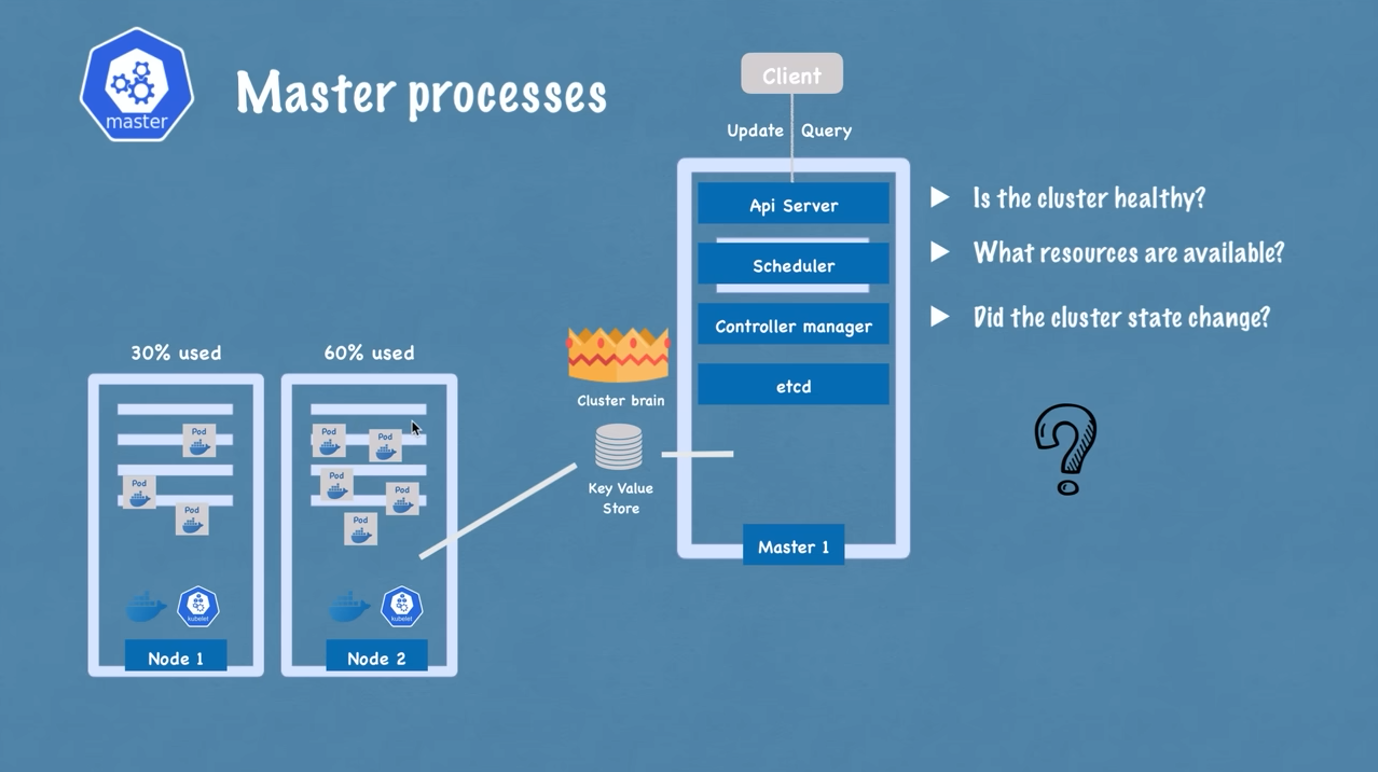 master
Master processes
Client
Update Query
Api Server
Scheduler
Controller manager
etcd
Master 1
Is the cluster healthy?
What resources are available?
Did the cluster state change?
?
Cluster brain
Key Value
Store
30% used
Pod
Pod
Pod
kubelet
Node 1
60% used
Pod
Pod
Pod
Pod
Pod
kubelet
Node 2